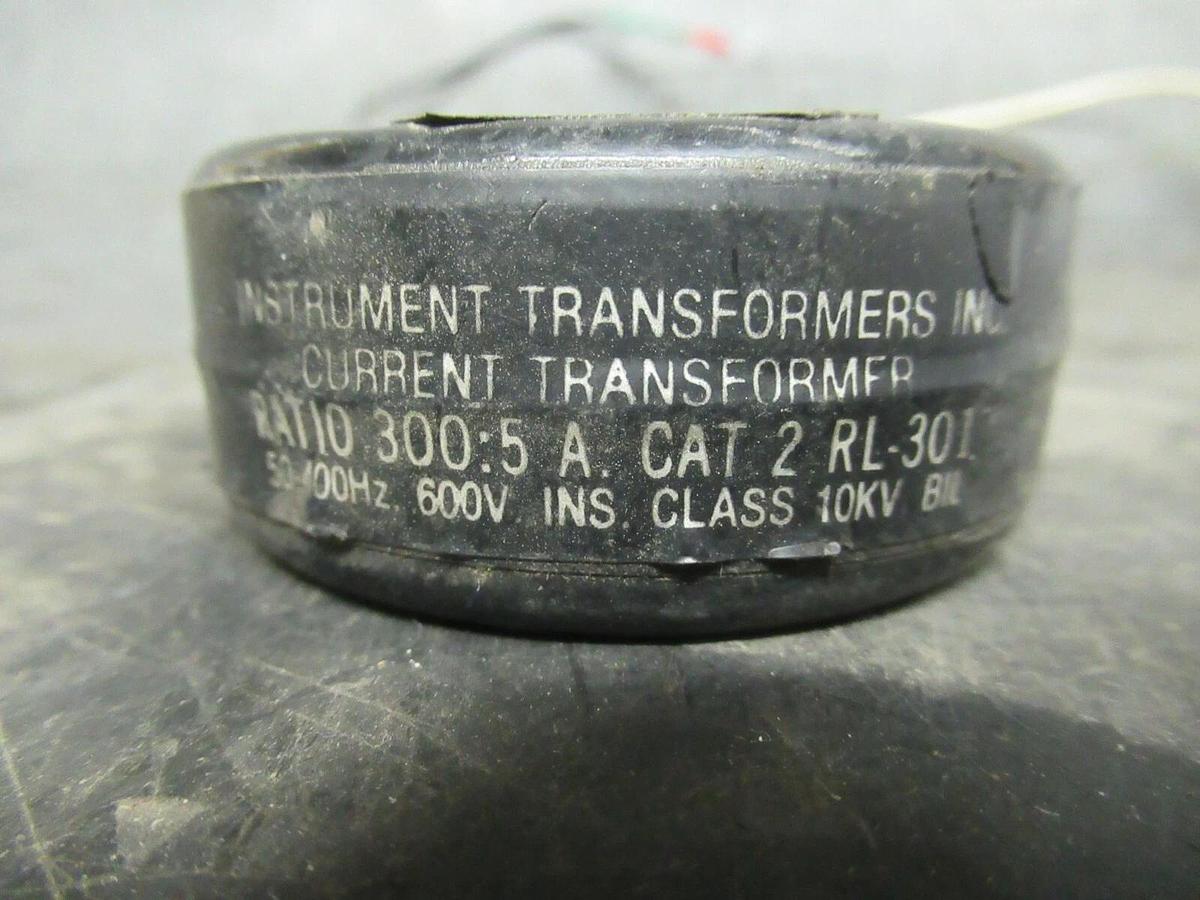 INSTRUMENT TRANSFORMERS INC.
CURRENT TRANSFORMER
RATIO 300:5 A. CAT 2 RL-301
50-400Hz. 600V. INS. CLASS 10KV BIL